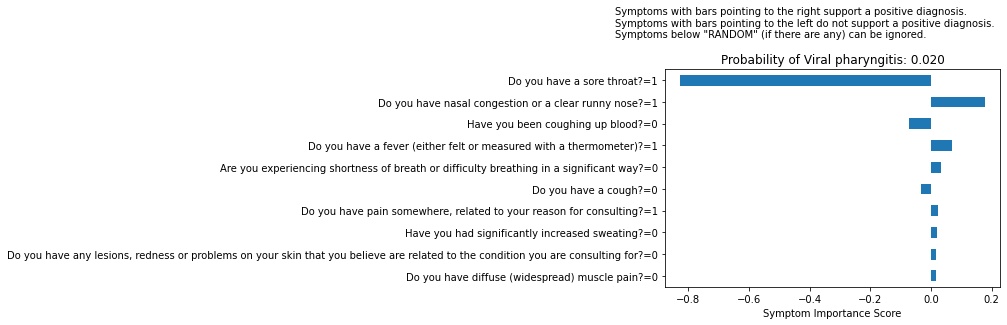 Symptoms with bars pointing to the right support a positive diagnosis.
Symptoms with bars pointing to the left do not support a positive diagnosis.
Symptoms below "RANDOM" (if there are any) can be ignored.
Probability of Viral pharyngitis: 0.020
Do you have a sore throat?=1
Do you have nasal congestion or a clear runny nose?=1
Have you been coughing up blood?=0
Do you have a fever (either felt or measured with a thermometer)?=1
Are you experiencing shortness of breath or difficulty breathing in a significant way?=0
Do you have a cough?=0
Do you have pain somewhere, related to your reason for consulting?=1
Have you had significantly increased sweating?=0
Do you have any lesions, redness or problems on your skin that you believe are related to the condition you are consulting for?=0
Do you have diffuse (widespread) muscle pain?=0
−0.8 −0.6 −0.4 −0.2 0.0 0.2
Symptom Importance Score